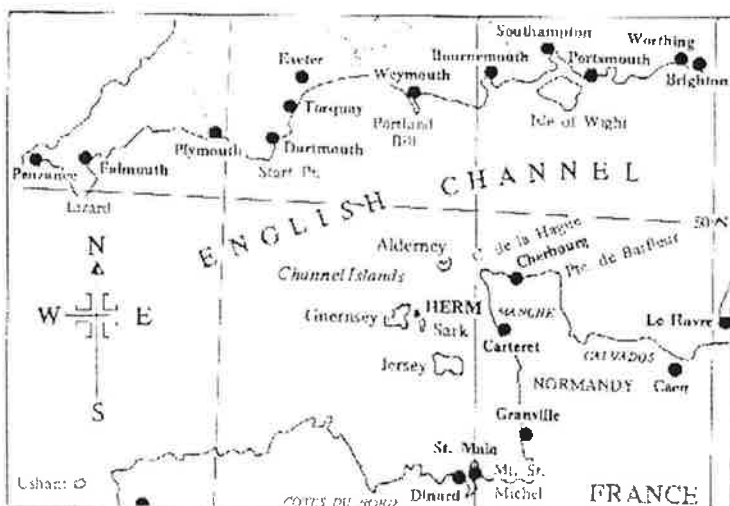 Southampton
Worthing
Exeter
Bournemouth
Portsmouth
Weymouth
Brighton
Torquay
Portland
Bill
Isle of Wight
Plymouth
Dartmouth
Penzance
Falmouth
Start Pt.
Lizard
ENGLISH CHANNEL
50°N
N
Alderney
C. de la Hague
Cherbourg
Pte. de Barfleur
Channel Islands
W E
Guernsey
HERM
MANCHE
Sark
Le Havre
Carteret
CALVADOS
Jersey
NORMANDY
Caen
S
Granville
St. Malo
Ushant
Mt. St.
Dinard
Michel
FRANCE
COTES DU NORD